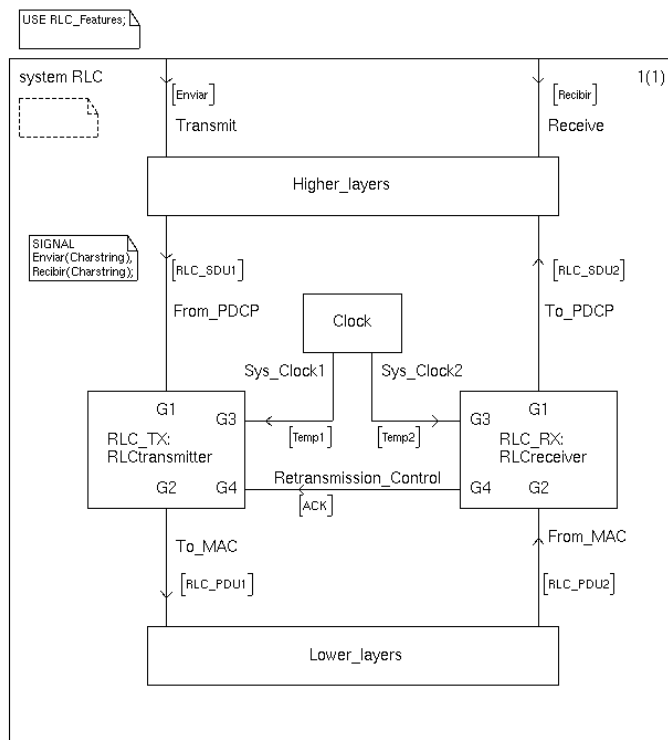 USE RLC_Features;
system RLC
1(1)
[Enviar]
[Recibir]
Transmit
Receive
Higher_layers
SIGNAL
Enviar(Charstring),
Recibir(Charstring);
[RLC_SDU1]
[RLC_SDU2]
From_PDCP
To_PDCP
Clock
Sys_Clock1
Sys_Clock2
G1
G3
[Temp1]
[Temp2]
G3
G1
RLC_TX:
RLCtransmitter
RLC_RX:
RLCreceiver
G2
G4
Retransmission_Control
[ACK]
G4
G2
To_MAC
From_MAC
[RLC_PDU1]
[RLC_PDU2]
Lower_layers